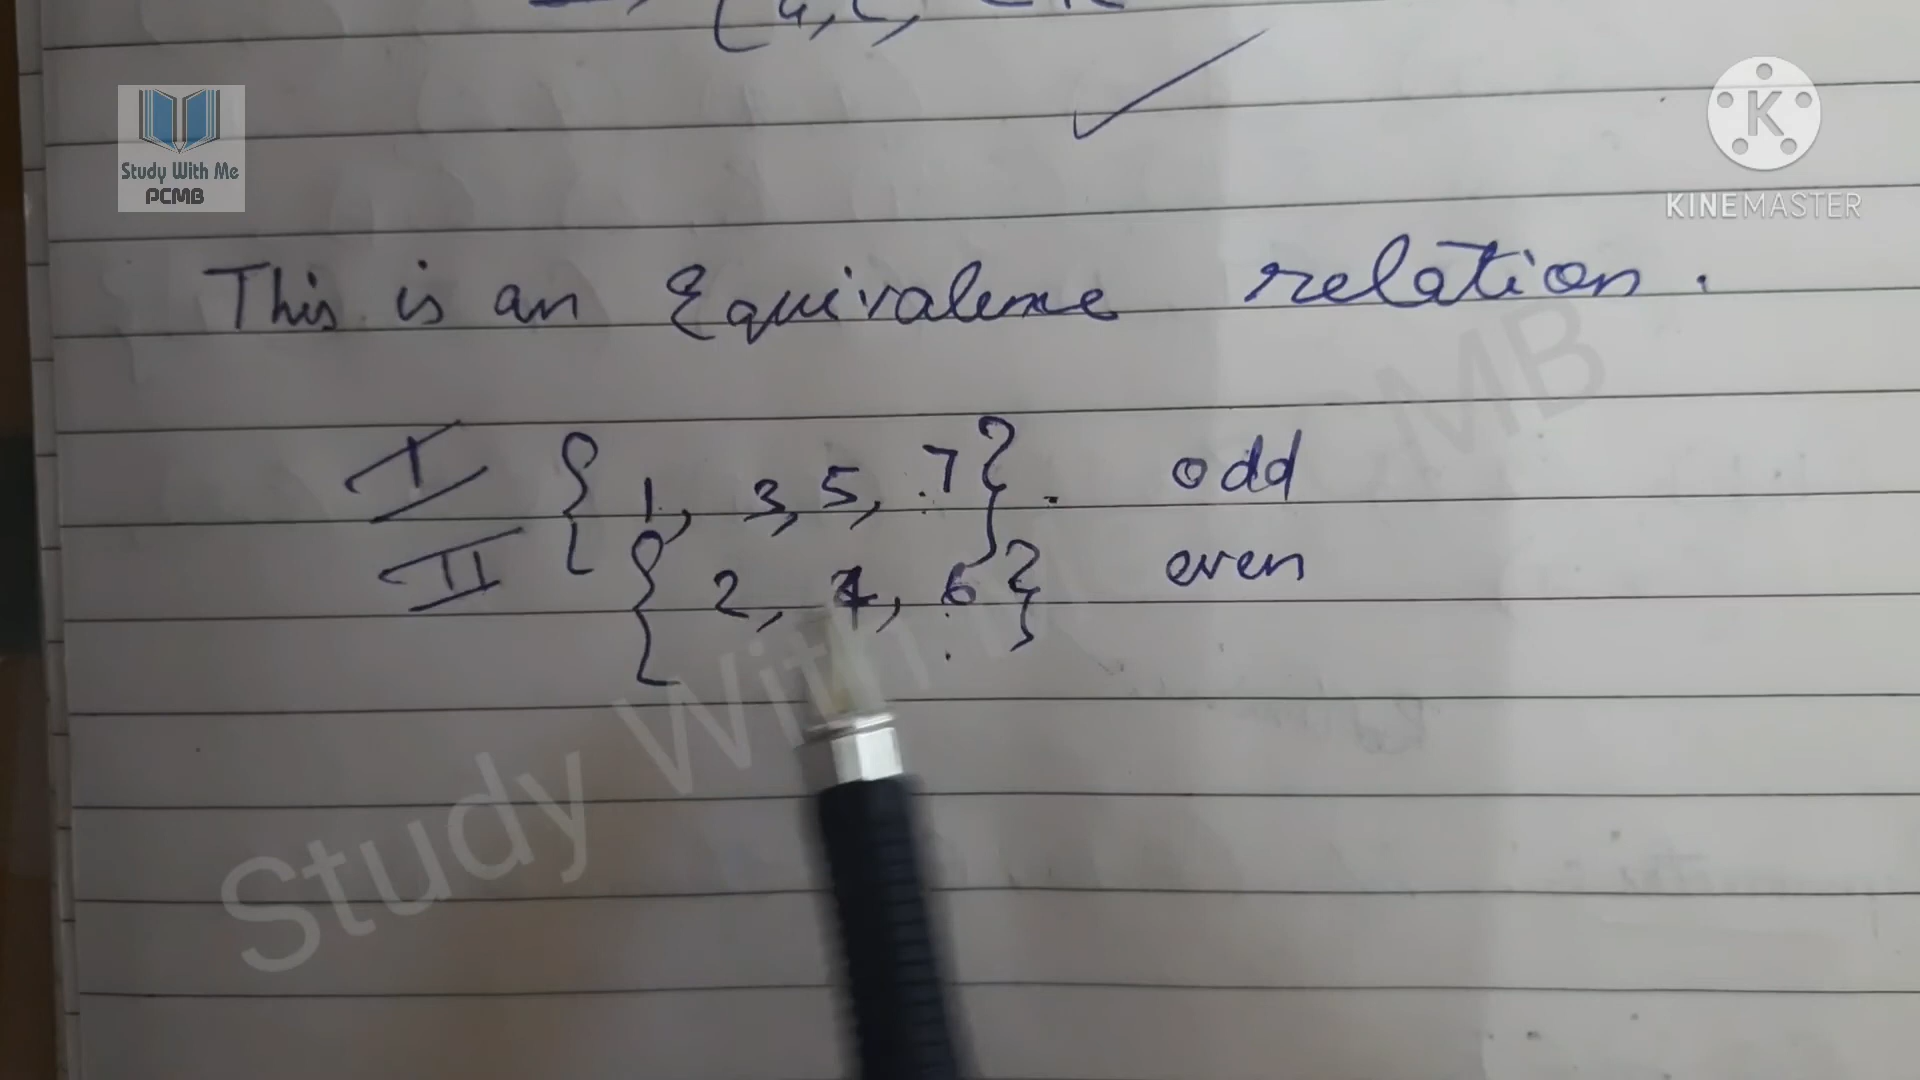 Study With Me
PCMB
K
KINEMASTER
This is an Equivalence relation.
I { 1, 3, 5, 7 }. odd
II { 2, 4, 6 } even
Study With M PCMB